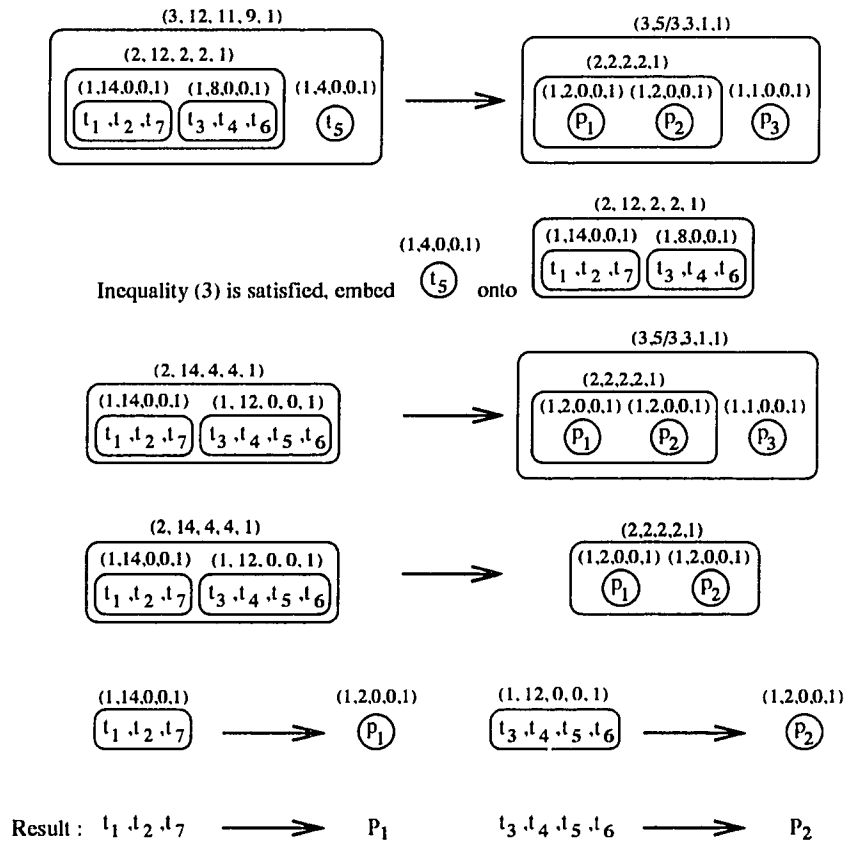 (3, 12, 11, 9, 1) (3,5/3,3,1,1)
(2, 12, 2, 2, 1) (2,2,2,2,1)
(1,14,0,0,1) (1,8,0,0,1) (1,4,0,0,1) (1,2,0,0,1) (1,2,0,0,1) (1,1,0,0,1)
t1 ,t2 ,t7 t3 ,t4 ,t6 t5 p1 p2 p3
(2, 12, 2, 2, 1)
(1,4,0,0,1) (1,14,0,0,1) (1,8,0,0,1)
Inequality (3) is satisfied, embed t5 onto t1 ,t2 ,t7 t3 ,t4 ,t6
(3,5/3,3,1,1)
(2, 14, 4, 4, 1) (2,2,2,2,1)
(1,14,0,0,1) (1, 12, 0, 0, 1) (1,2,0,0,1) (1,2,0,0,1) (1,1,0,0,1)
t1 ,t2 ,t7 t3 ,t4 ,t5 ,t6 p1 p2 p3
(2, 14, 4, 4, 1) (2,2,2,2,1)
(1,14,0,0,1) (1, 12, 0, 0, 1) (1,2,0,0,1) (1,2,0,0,1)
t1 ,t2 ,t7 t3 ,t4 ,t5 ,t6 p1 p2
(1,14,0,0,1) (1,2,0,0,1) (1, 12, 0, 0, 1) (1,2,0,0,1)
t1 ,t2 ,t7 p1 t3 ,t4 ,t5 ,t6 p2
Result : t1 ,t2 ,t7 p1 t3 ,t4 ,t5 ,t6 p2